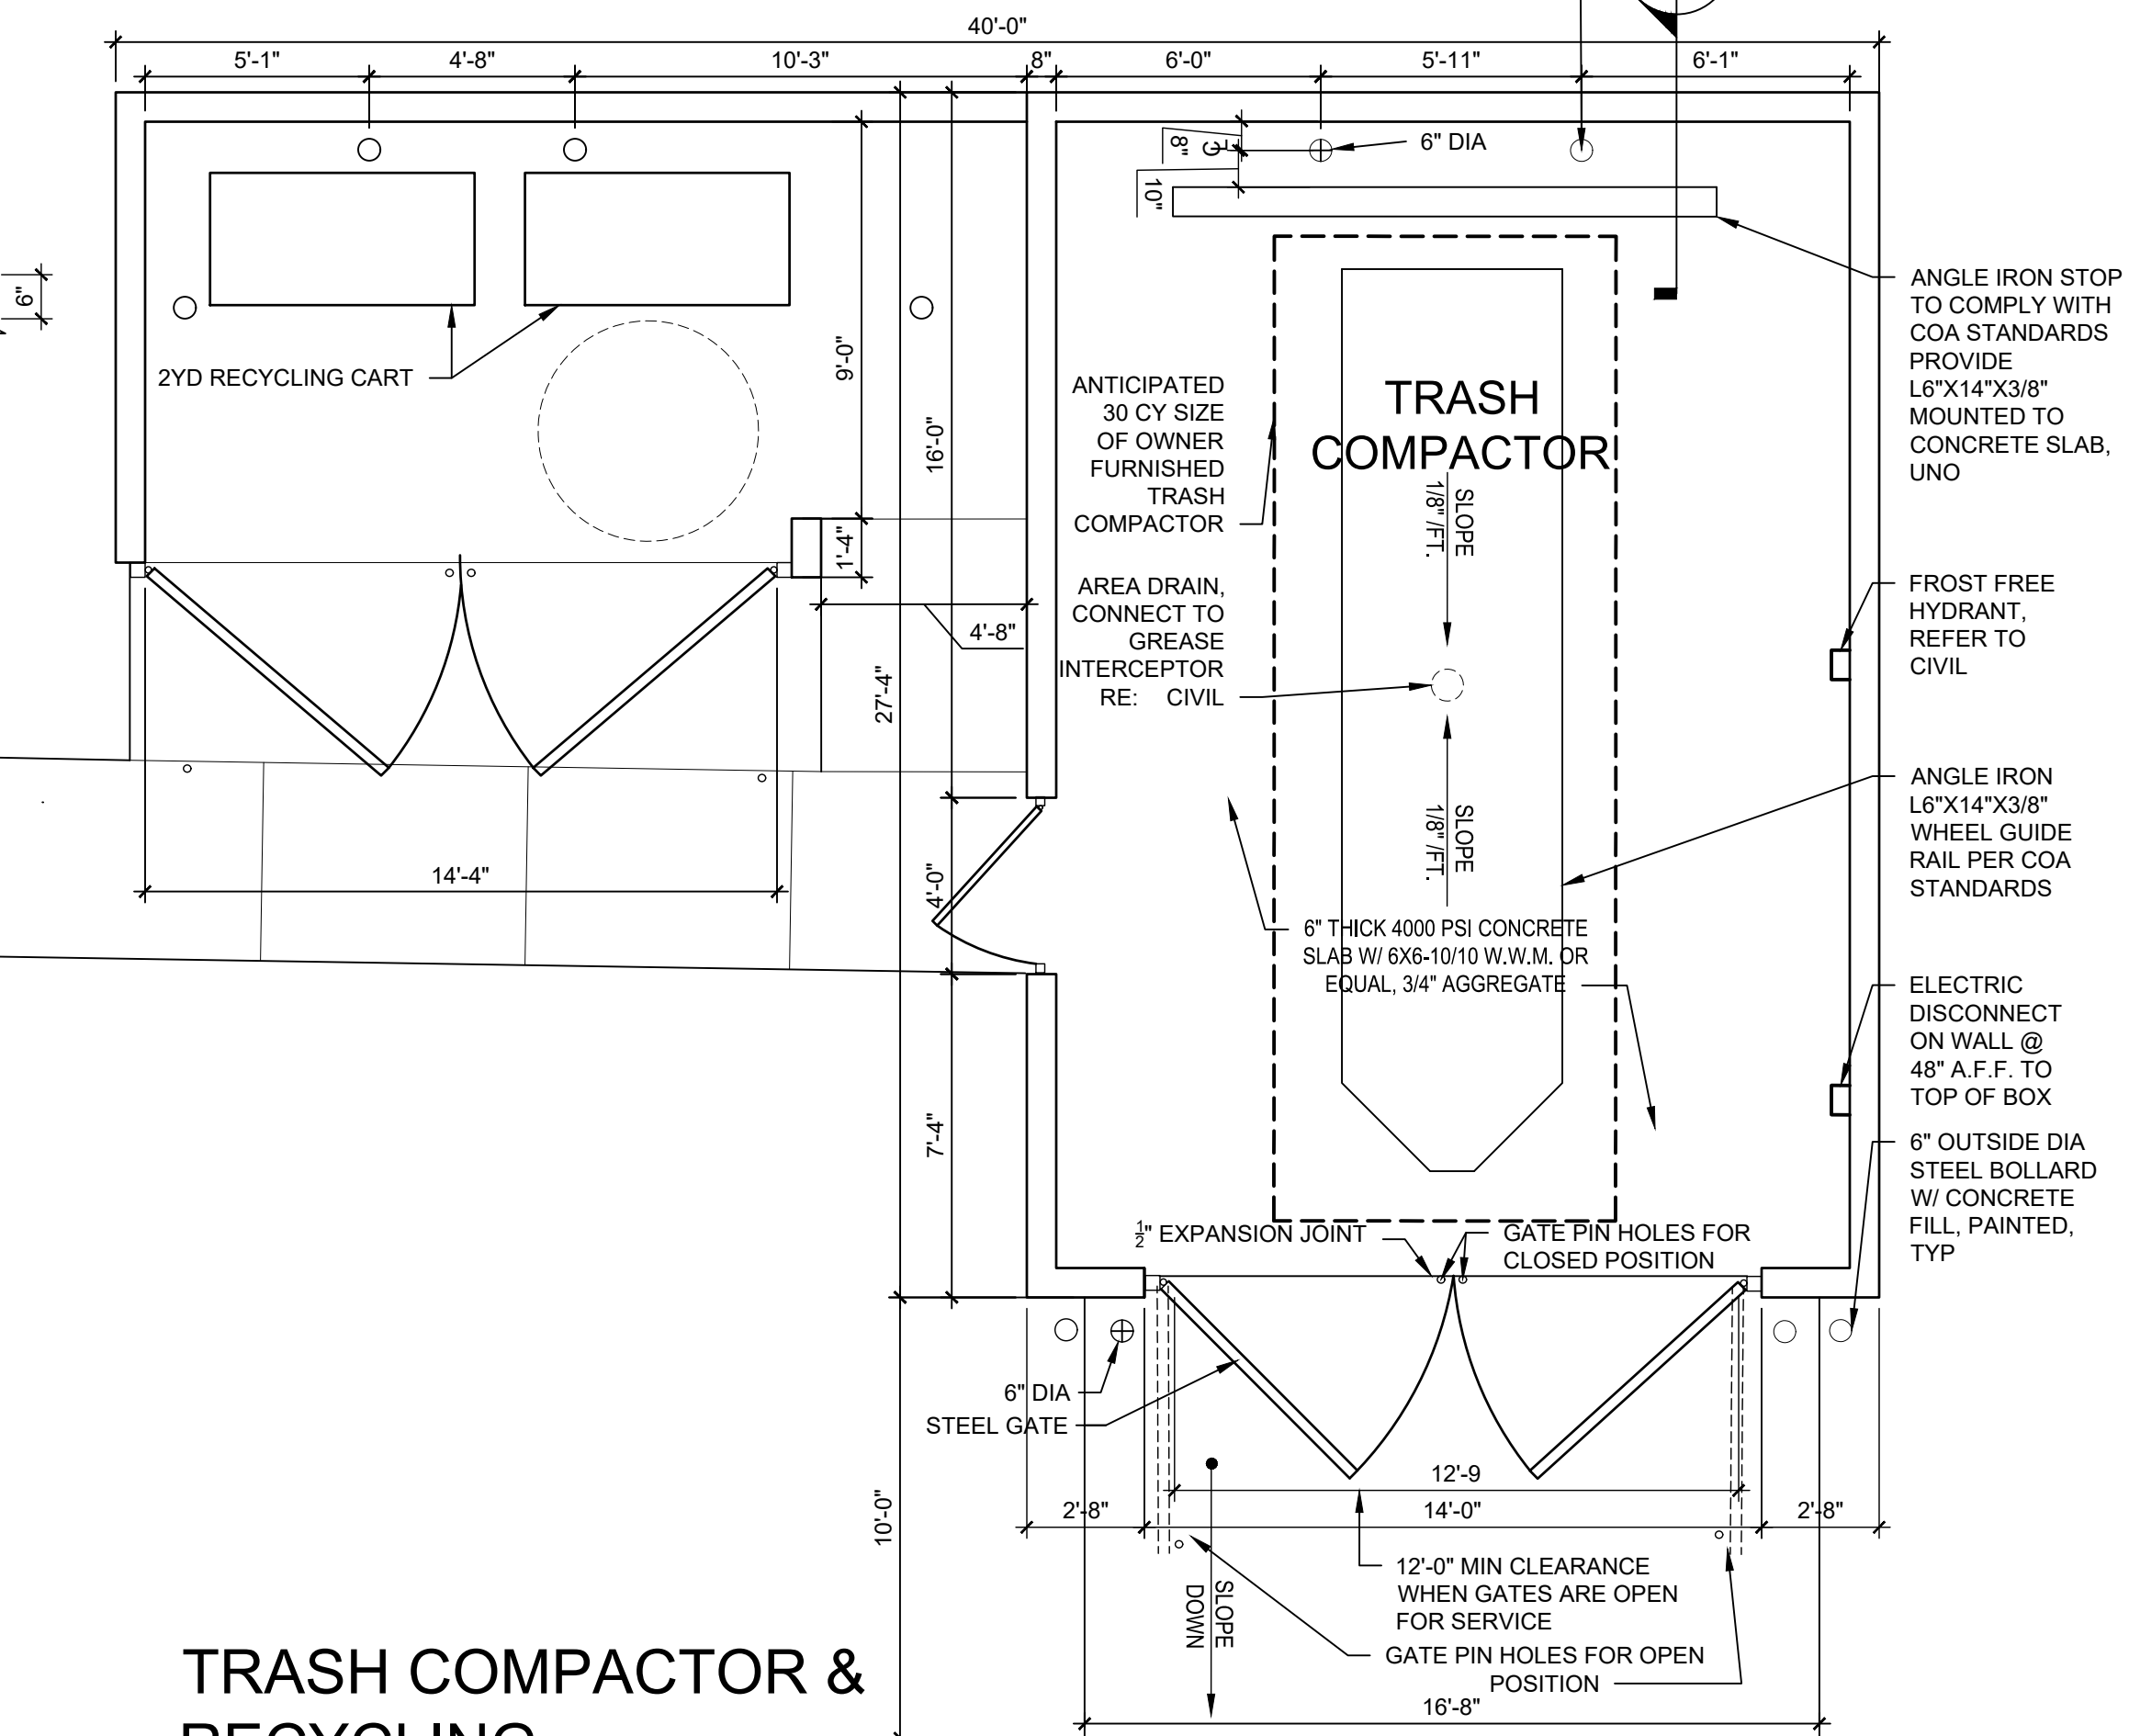 40'-0"
5'-1"
4'-8"
10'-3"
8"
6'-0"
5'-11"
6'-1"
8"
10"
6" DIA
6"
2YD RECYCLING CART
9'-0"
16'-0"
1'-4"
4'-8"
27'-4"
14'-4"
4'-0"
7'-4"
10'-0"
ANTICIPATED
30 CY SIZE
OF OWNER
FURNISHED
TRASH
COMPACTOR
TRASH
COMPACTOR
SLOPE
1/8" /FT.
AREA DRAIN,
CONNECT TO
GREASE
INTERCEPTOR
RE: CIVIL
SLOPE
1/8" /FT.
6" THICK 4000 PSI CONCRETE
SLAB W/ 6X6-10/10 W.W.M. OR
EQUAL, 3/4" AGGREGATE
ANGLE IRON STOP
TO COMPLY WITH
COA STANDARDS
PROVIDE
L6"X14"X3/8"
MOUNTED TO
CONCRETE SLAB,
UNO
FROST FREE
HYDRANT,
REFER TO
CIVIL
ANGLE IRON
L6"X14"X3/8"
WHEEL GUIDE
RAIL PER COA
STANDARDS
ELECTRIC
DISCONNECT
ON WALL @
48" A.F.F. TO
TOP OF BOX
6" OUTSIDE DIA
STEEL BOLLARD
W/ CONCRETE
FILL, PAINTED,
TYP
½" EXPANSION JOINT
GATE PIN HOLES FOR
CLOSED POSITION
6" DIA
STEEL GATE
12'-9
2'-8"
14'-0"
2'-8"
12'-0" MIN CLEARANCE
WHEN GATES ARE OPEN
FOR SERVICE
SLOPE
DOWN
GATE PIN HOLES FOR OPEN
POSITION
16'-8"
TRASH COMPACTOR &
RECYCLING